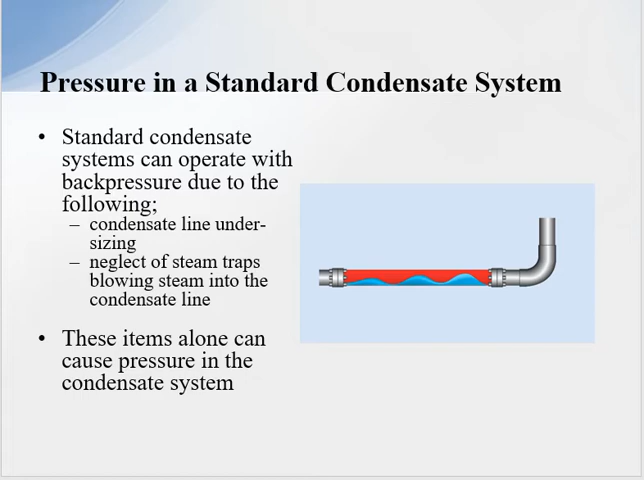 Pressure in a Standard Condensate System
• Standard condensate
systems can operate with
backpressure due to the
following;
– condensate line under-
sizing
– neglect of steam traps
blowing steam into the
condensate line
• These items alone can
cause pressure in the
condensate system